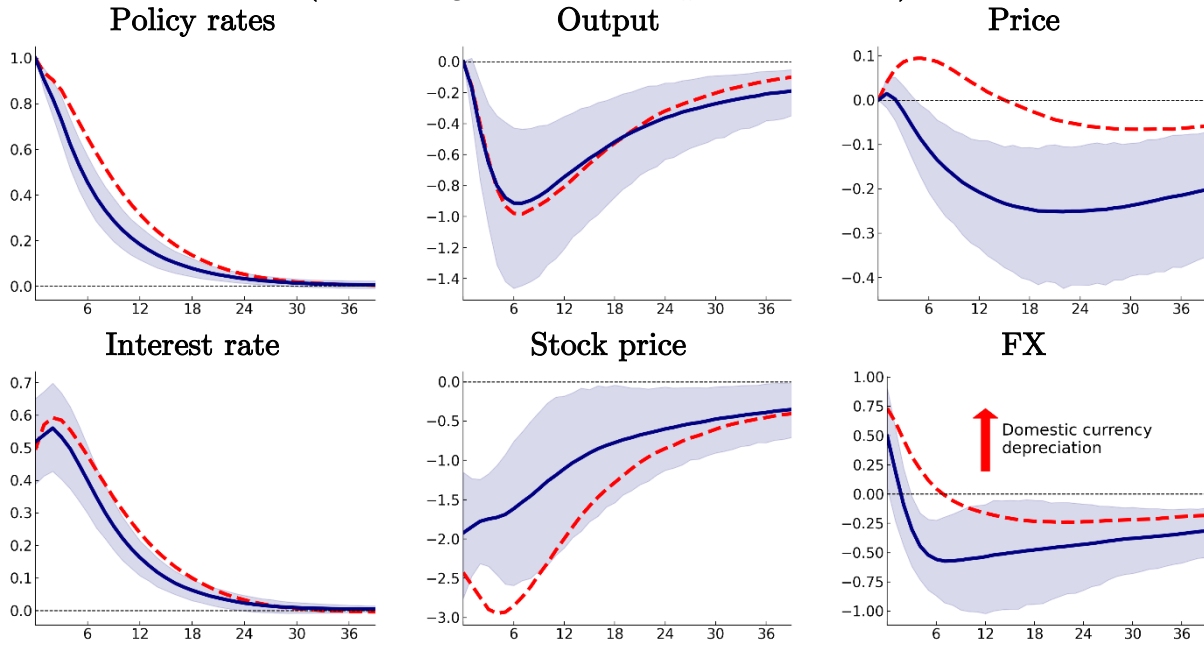 Policy rates Output Price
1.0 0.8 0.6 0.4 0.2 0.0
6 12 18 24 30 36
0.0 −0.2 −0.4 −0.6 −0.8 −1.0 −1.2 −1.4
6 12 18 24 30 36
0.1 0.0 −0.1 −0.2 −0.3 −0.4
6 12 18 24 30 36
Interest rate Stock price FX
0.7 0.6 0.5 0.4 0.3 0.2 0.1 0.0
6 12 18 24 30 36
0.0 −0.5 −1.0 −1.5 −2.0 −2.5 −3.0
6 12 18 24 30 36
1.00 0.75 0.50 0.25 0.00 −0.25 −0.50 −0.75 −1.00
Domestic currency
depreciation
6 12 18 24 30 36